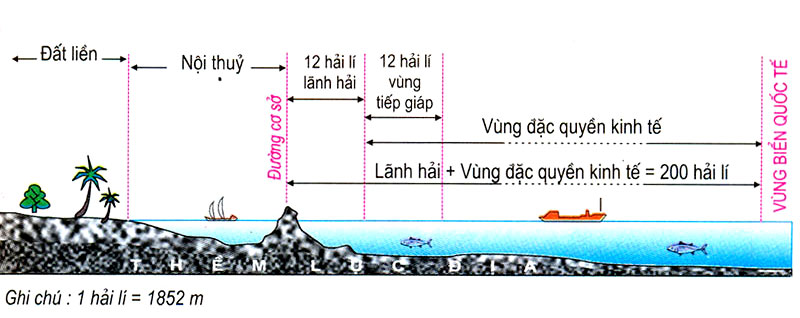 Đất liền
Nội thuỷ
12 hải lí
lãnh hải
12 hải lí
vùng
tiếp giáp
Đường cơ sở
Vùng đặc quyền kinh tế
Lãnh hải + Vùng đặc quyền kinh tế = 200 hải lí
VÙNG BIỂN QUỐC TẾ
THỀM LỤC ĐỊA
Ghi chú : 1 hải lí = 1852 m